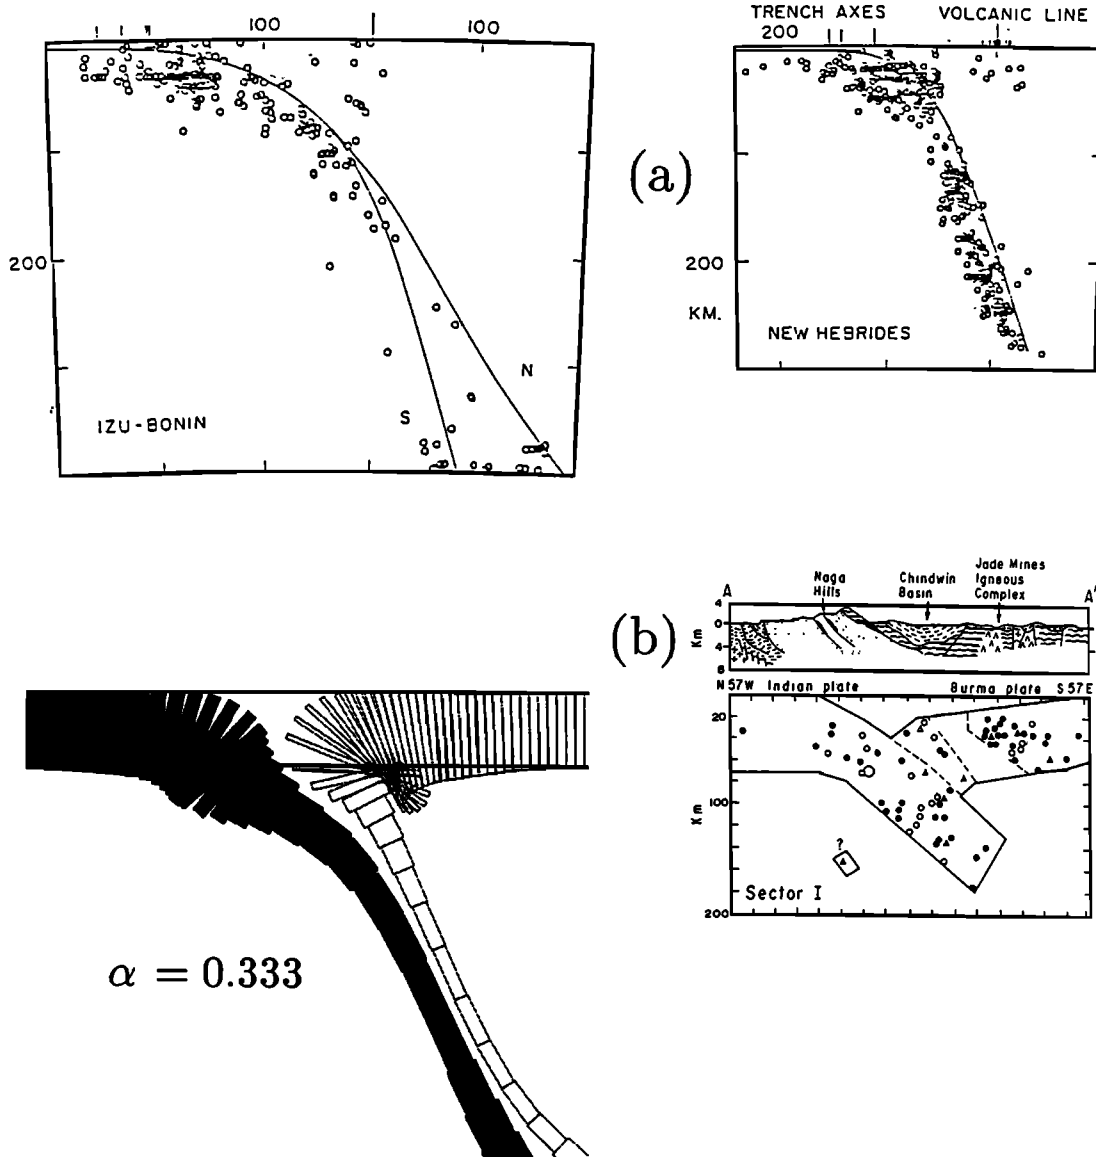 100 100
200
N
S
IZU-BONIN
TRENCH AXES VOLCANIC LINE
200
(a)
200
KM.
NEW HEBRIDES
(b)
A A'
Naga
Hills
Chindwin
Basin
Jade Mines
Igneous
Complex
4
0
4
8
Km
N57W Indian plate Burma plate S57E
20
100
200
Km
?
Sector I
α = 0.333